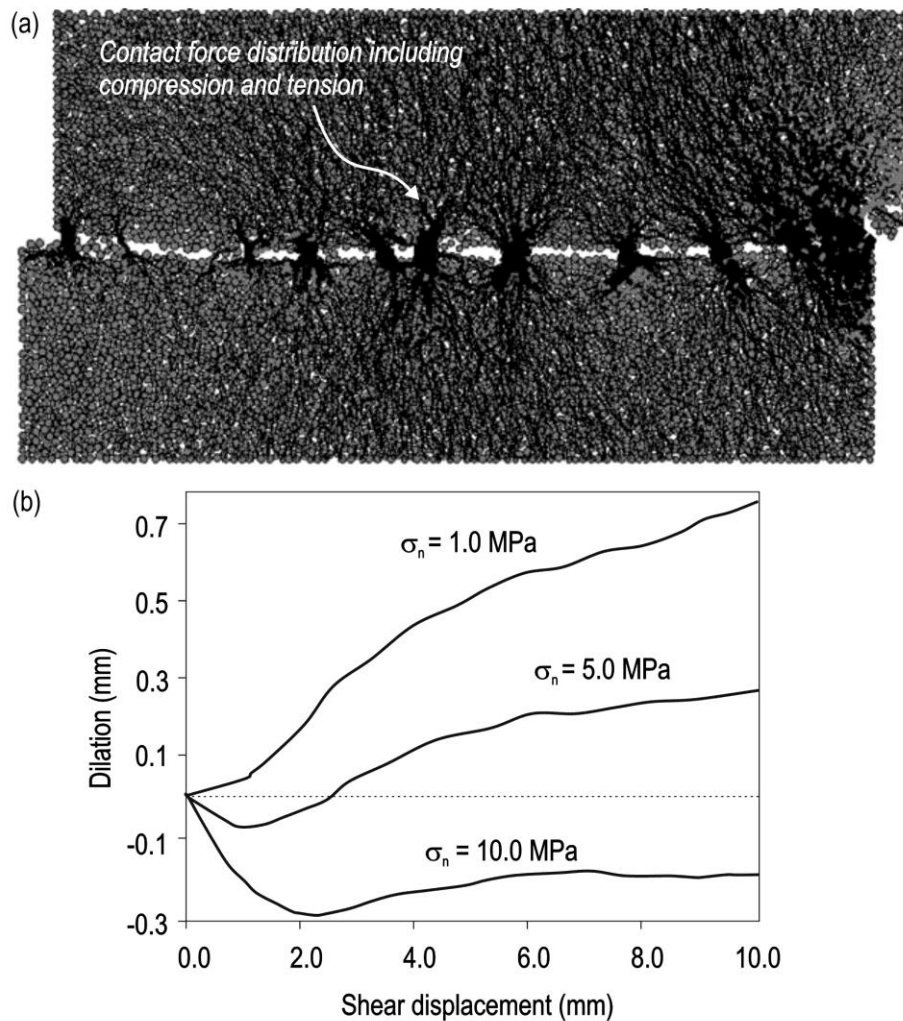 (a)
Contact force distribution including
compression and tension
(b)
0.7
0.5
0.3
0.1
-0.1
-0.3
Dilation (mm)
σn = 1.0 MPa
σn = 5.0 MPa
σn = 10.0 MPa
0.0 2.0 4.0 6.0 8.0 10.0
Shear displacement (mm)